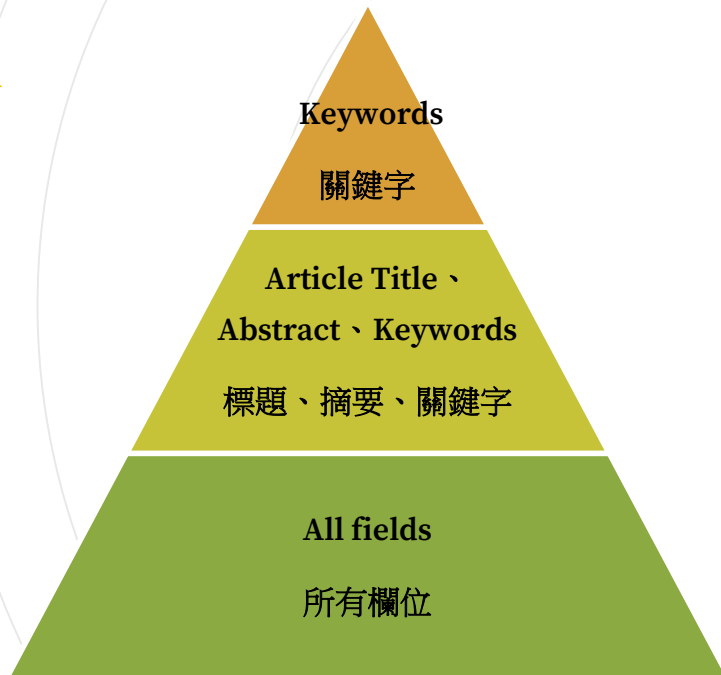 Keywords
關鍵字
Article Title、
Abstract、Keywords
標題、摘要、關鍵字
All fields
所有欄位